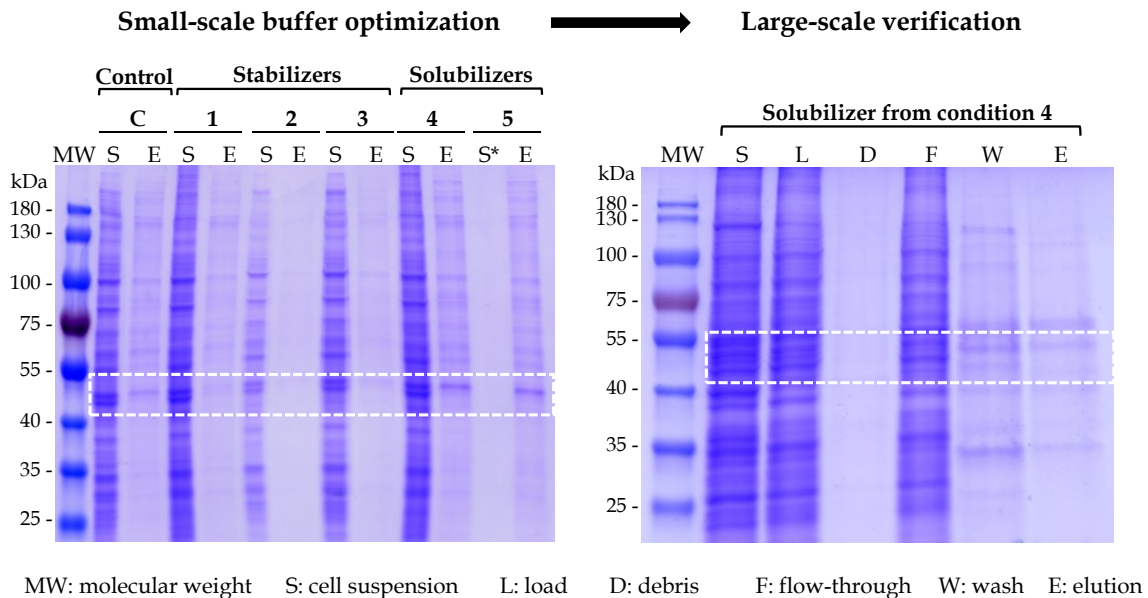 Small-scale buffer optimization Large-scale verification
Control Stabilizers Solubilizers
C 1 2 3 4 5
MW S E S E S E S E S E S* E
kDa
180 -
130 -
100 -
75 -
55 -
40 -
35 -
25 -
Solubilizer from condition 4
MW S L D F W E
kDa
180 -
130 -
100 -
75 -
55 -
40 -
35 -
25 -
MW: molecular weight S: cell suspension L: load D: debris F: flow-through W: wash E: elution